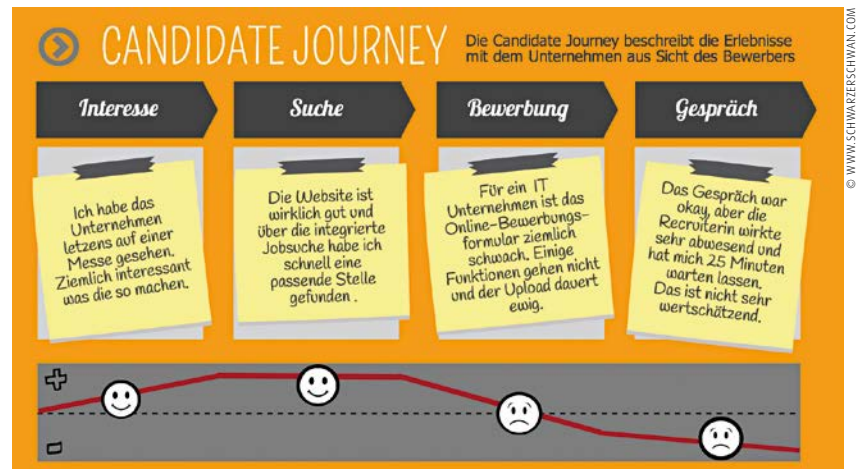 CANDIDATE JOURNEY
Die Candidate Journey beschreibt die Erlebnisse
mit dem Unternehmen aus Sicht des Bewerbers
Interesse
Suche
Bewerbung
Gespräch
Ich habe das
Unternehmen
letzens auf einer
Messe gesehen.
Ziemlich interessant
was die so machen.
Die Website ist
wirklich gut und
über die integrierte
Jobsuche habe ich
schnell eine
passende Stelle
gefunden .
Für ein IT
Unternehmen ist das
Online-Bewerbungs-
formular ziemlich
schwach. Einige
Funktionen gehen nicht
und der Upload dauert
ewig.
Das Gespräch war
okay, aber die
Recruiterin wirkte
sehr abwesend und
hat mich 25 Minuten
warten lassen.
Das ist nicht sehr
wertschätzend.
© WWW.SCHWARZERSCHWAN.COM